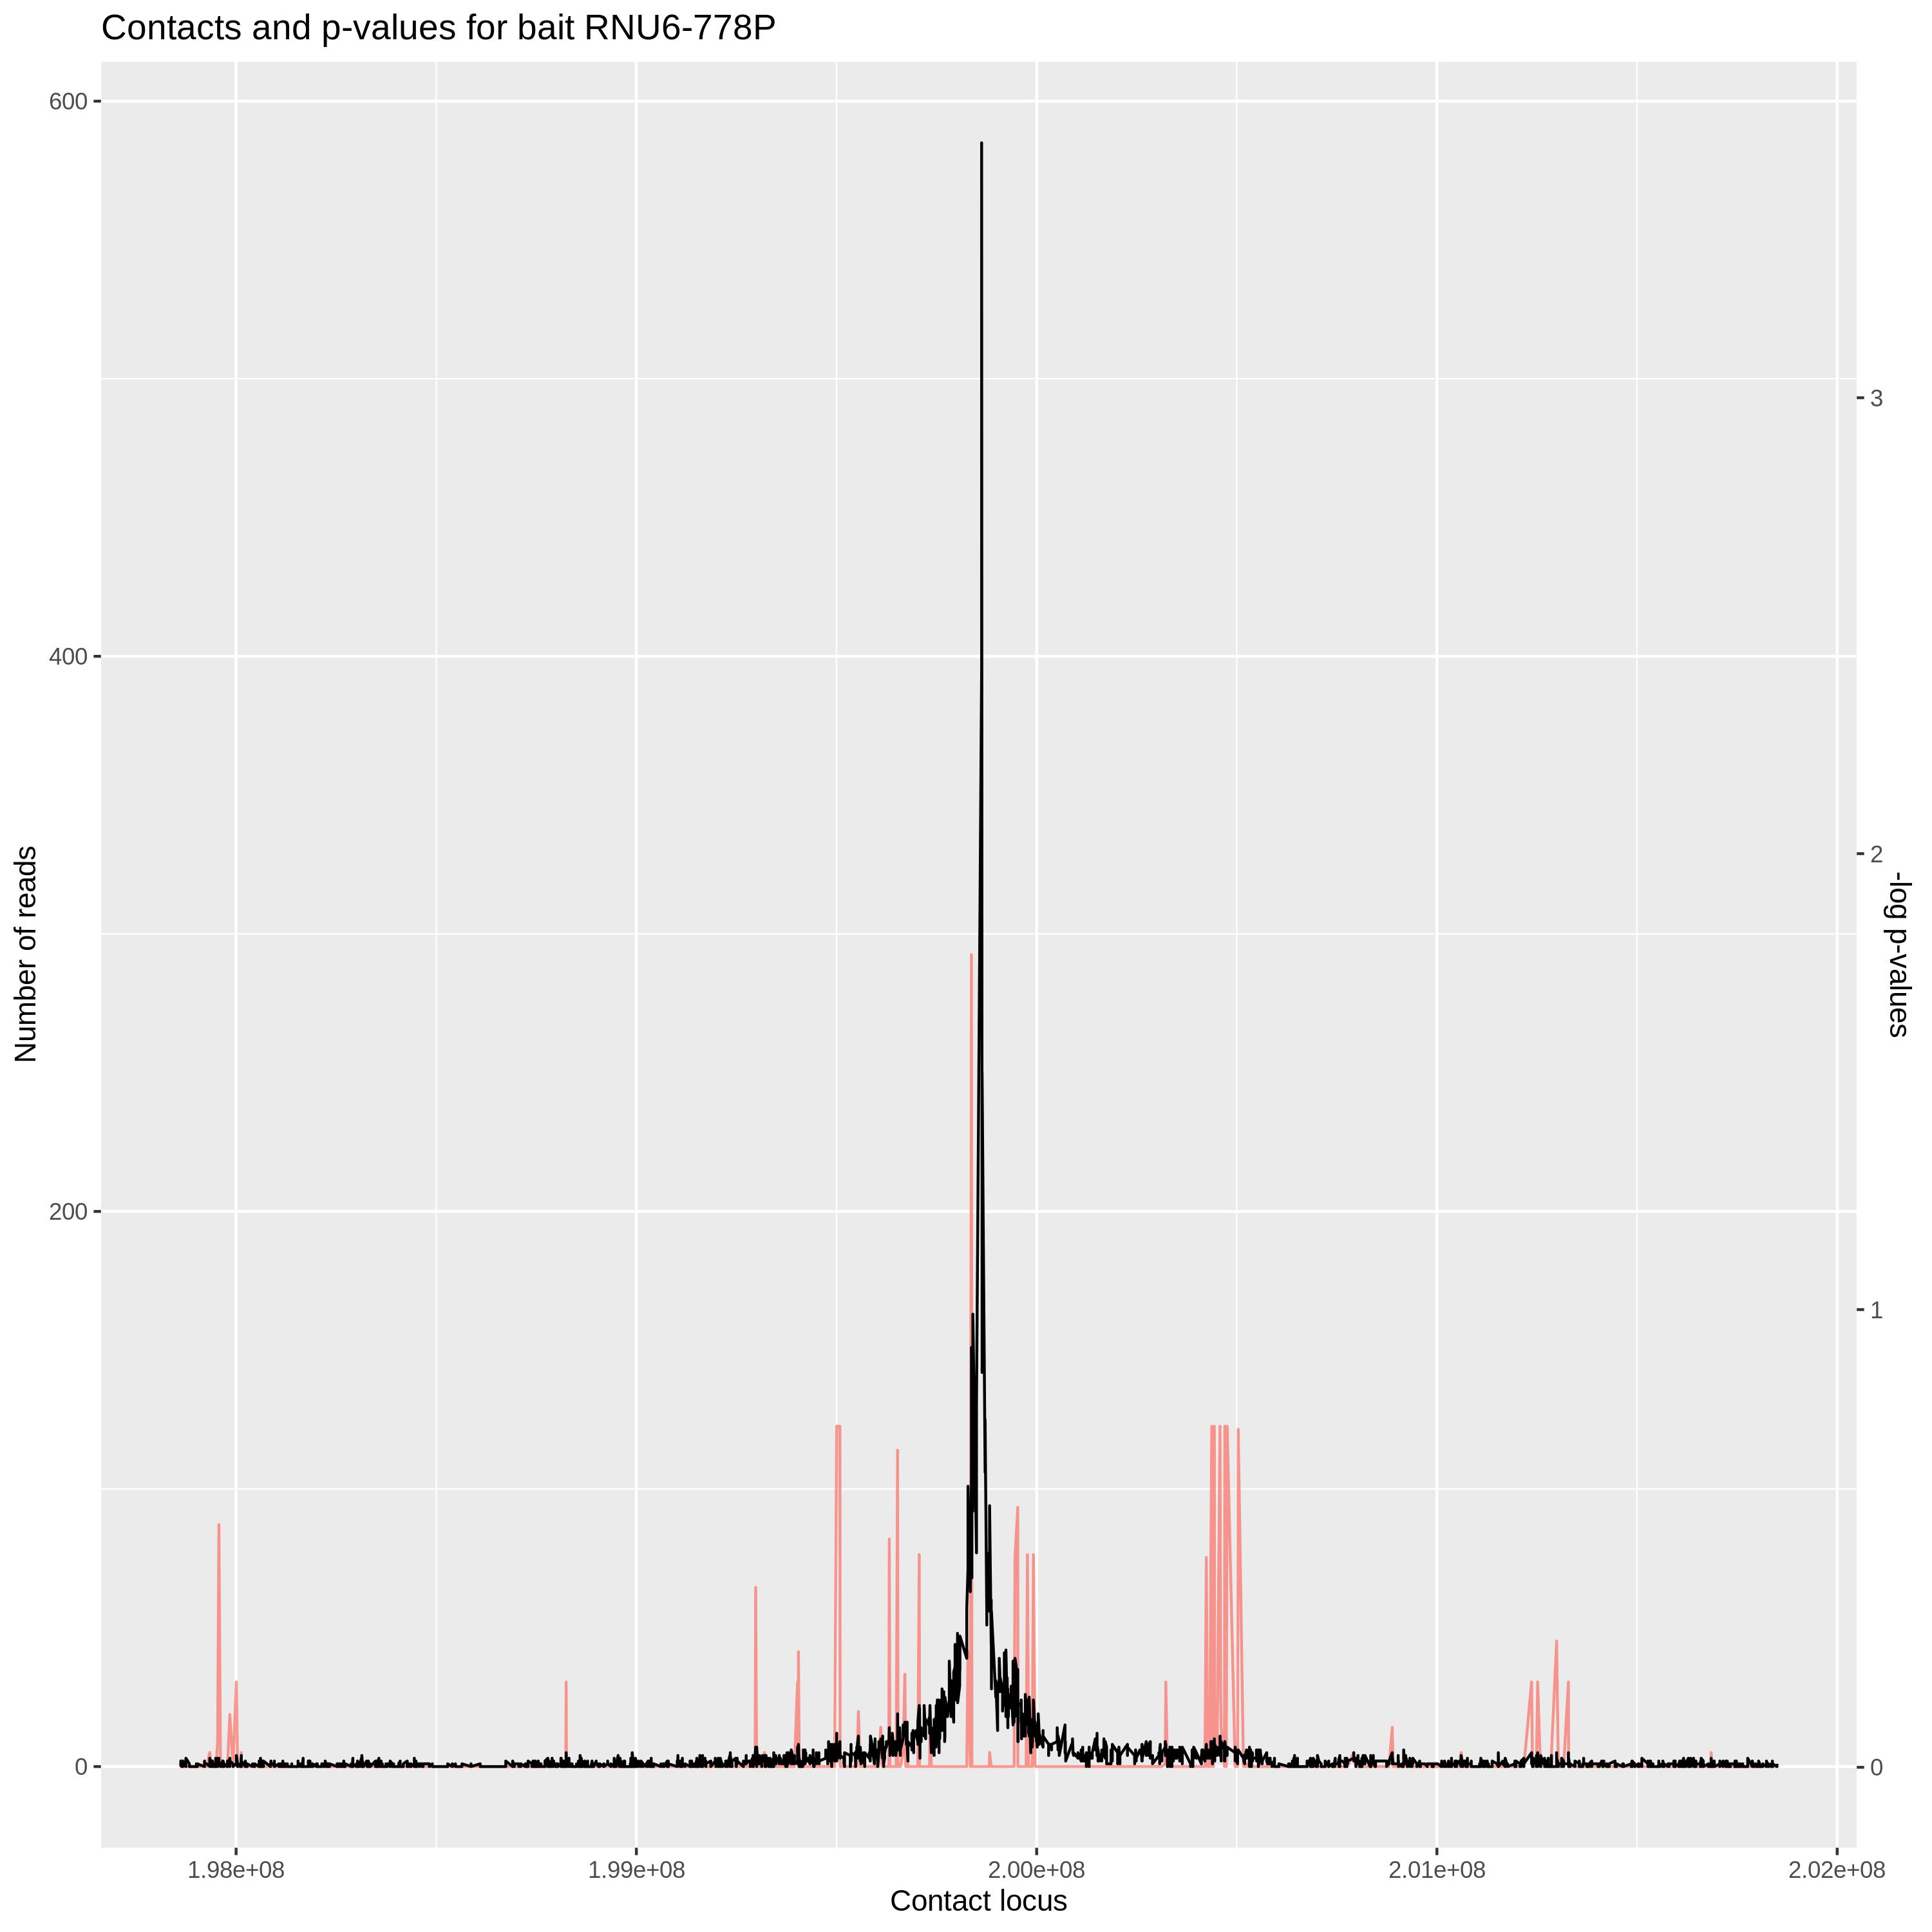 Contacts and p-values for bait RNU6-778P
600
400
200
0
Number of reads
3
2
1
0
-log p-values
1.98e+08
1.99e+08
2.00e+08
2.01e+08
2.02e+08
Contact locus